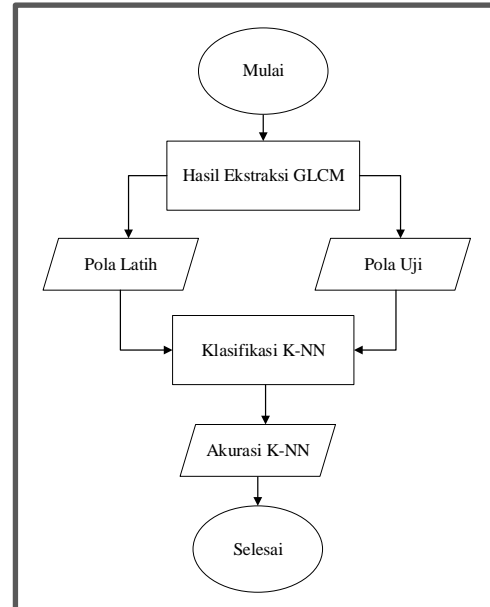 Mulai
Hasil Ekstraksi GLCM
Pola Latih
Pola Uji
Klasifikasi K-NN
Akurasi K-NN
Selesai